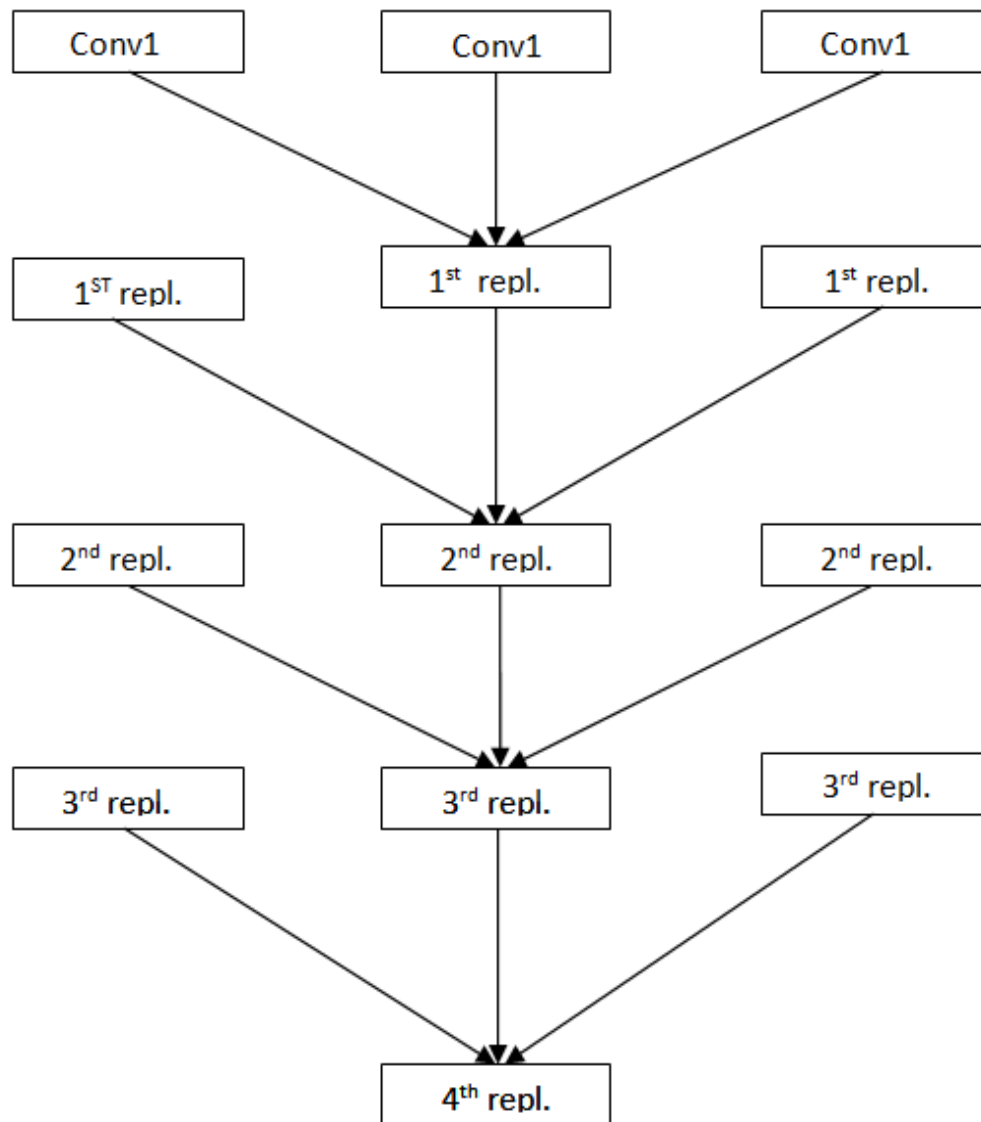 Conv1
Conv1
Conv1
1ST repl.
1st repl.
1st repl.
2nd repl.
2nd repl.
2nd repl.
3rd repl.
3rd repl.
3rd repl.
4th repl.